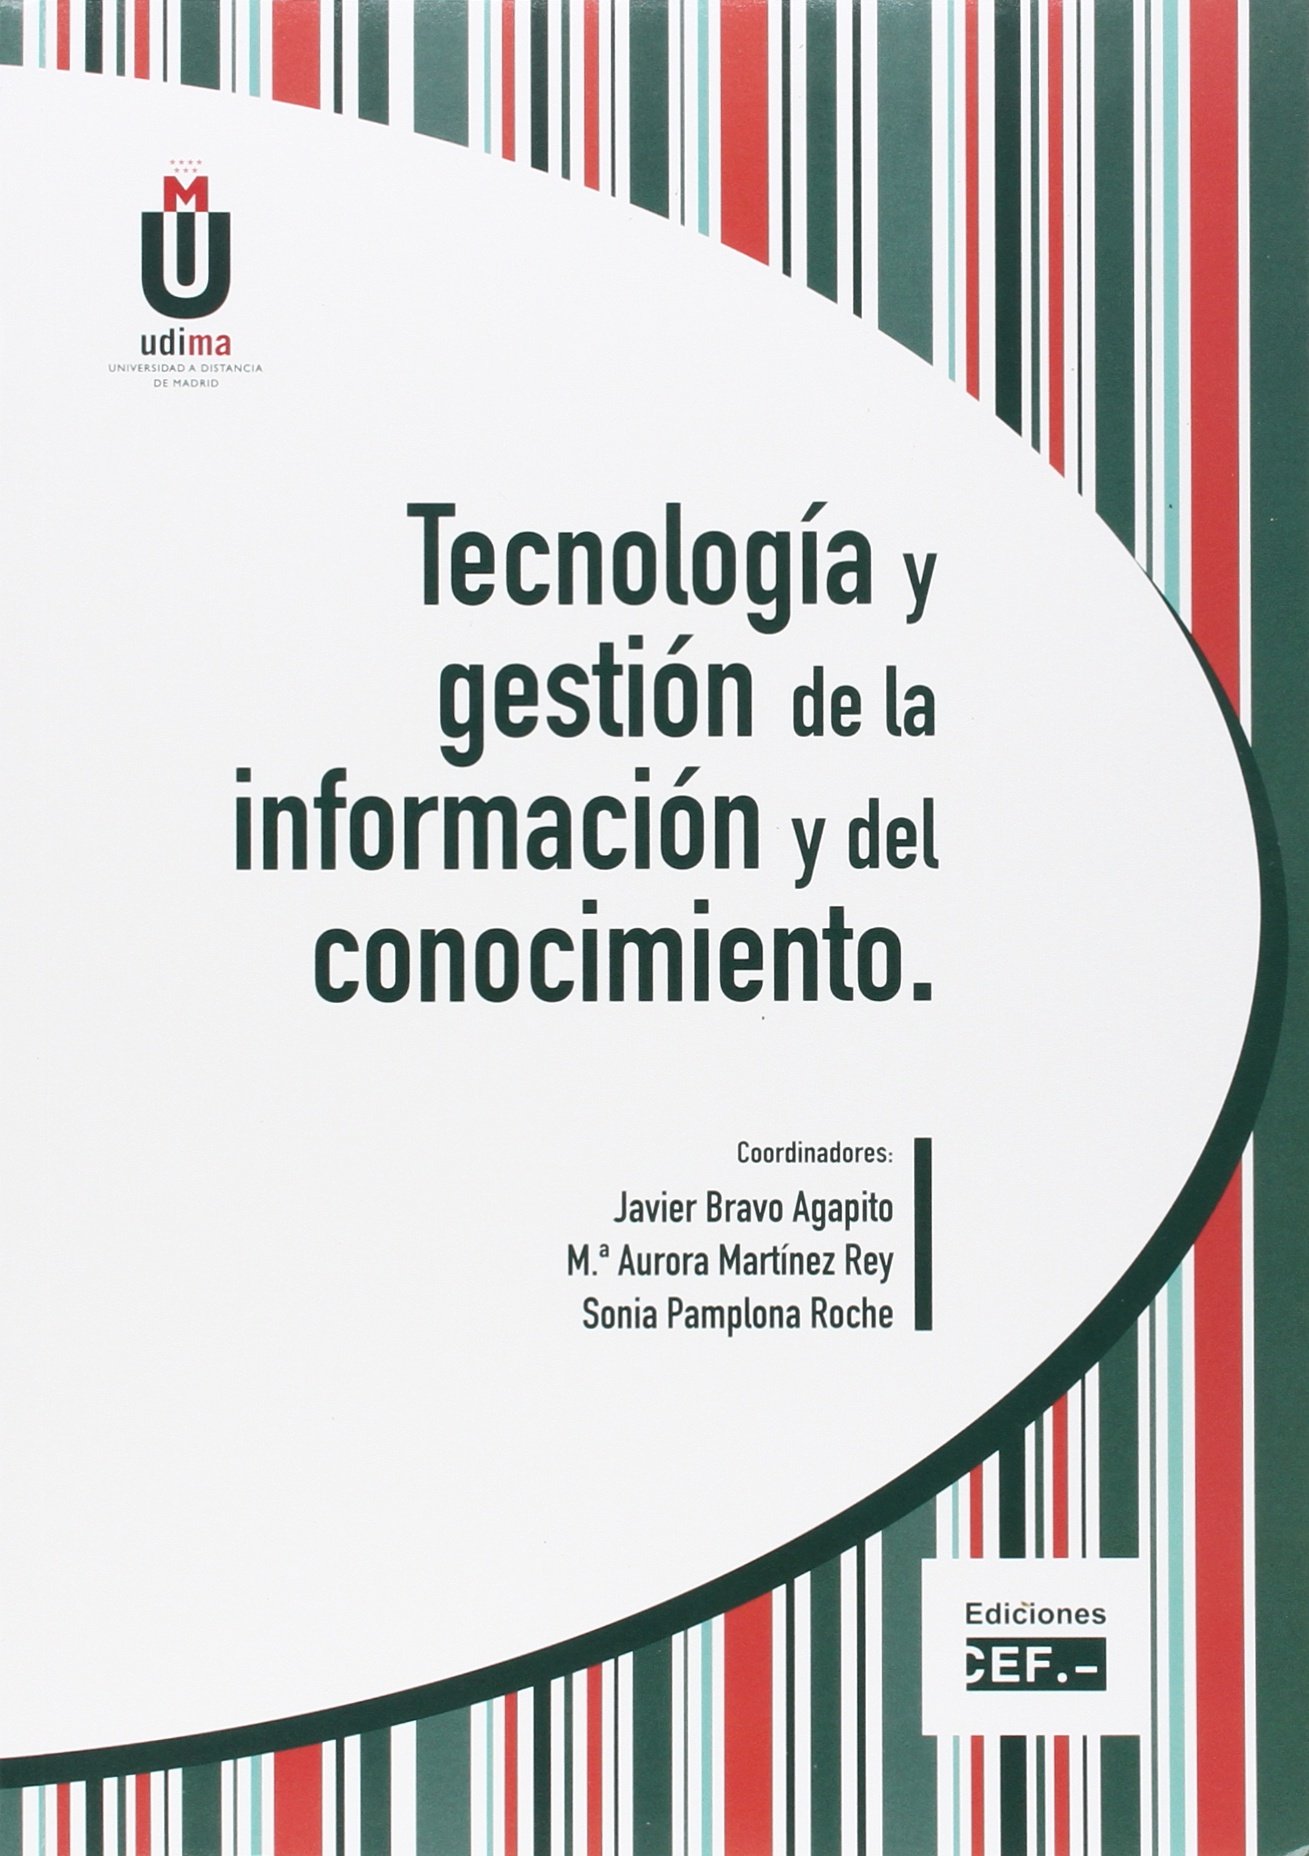 udima
UNIVERSIDAD A DISTANCIA
DE MADRID
Tecnología y
gestión de la
información y del
conocimiento.
Coordinadores:
Javier Bravo Agapito
M.ª Aurora Martínez Rey
Sonia Pamplona Roche
Ediciones
CEF.-